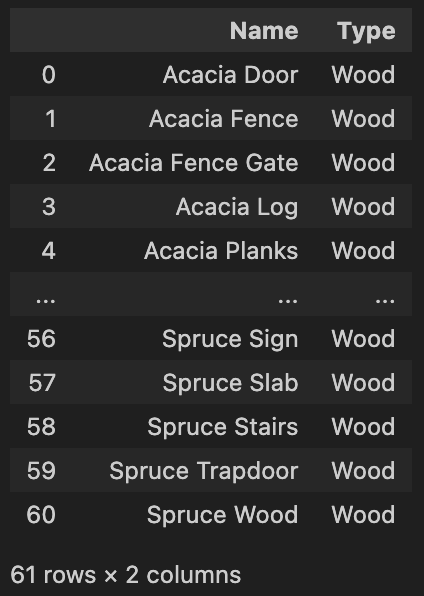 Name Type
0 Acacia Door Wood
1 Acacia Fence Wood
2 Acacia Fence Gate Wood
3 Acacia Log Wood
4 Acacia Planks Wood
... ... ...
56 Spruce Sign Wood
57 Spruce Slab Wood
58 Spruce Stairs Wood
59 Spruce Trapdoor Wood
60 Spruce Wood Wood
61 rows × 2 columns